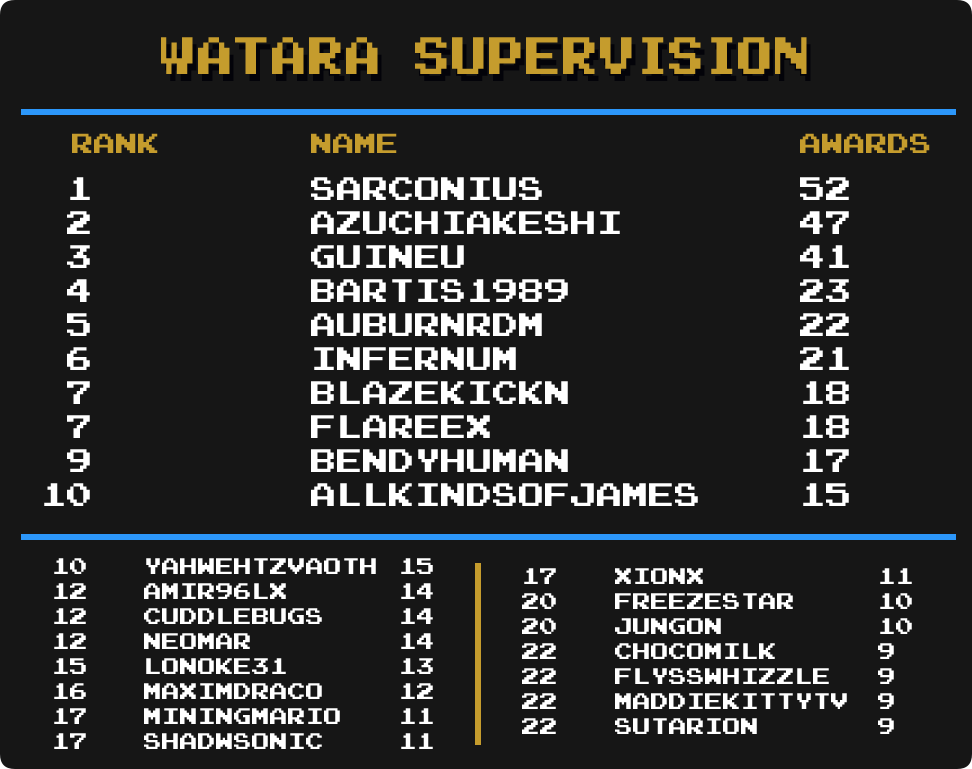 WATARA SUPERVISION
RANK NAME AWARDS
1 SARCONIUS 52
2 AZUCHIAKESHI 47
3 GUINEU 41
4 BARTIS1989 23
5 AUBURNRDM 22
6 INFERNUM 21
7 BLAZEKICKN 18
7 FLAREEX 18
9 BENDYHUMAN 17
10 ALLKINDSOFJAMES 15
10 YAHWEHTZVAOTH 15
12 AMIR96LX 14
12 CUDDLEBUGS 14
12 NEOMAR 14
15 LONOKE31 13
16 MAXIMDRACO 12
17 MININGMARIO 11
17 SHADWSONIC 11
17 XIONX 11
20 FREEZESTAR 10
20 JUNGON 10
22 CHOCOMILK 9
22 FLYSSWHIZZLE 9
22 MADDIEKITTYTV 9
22 SUTARION 9